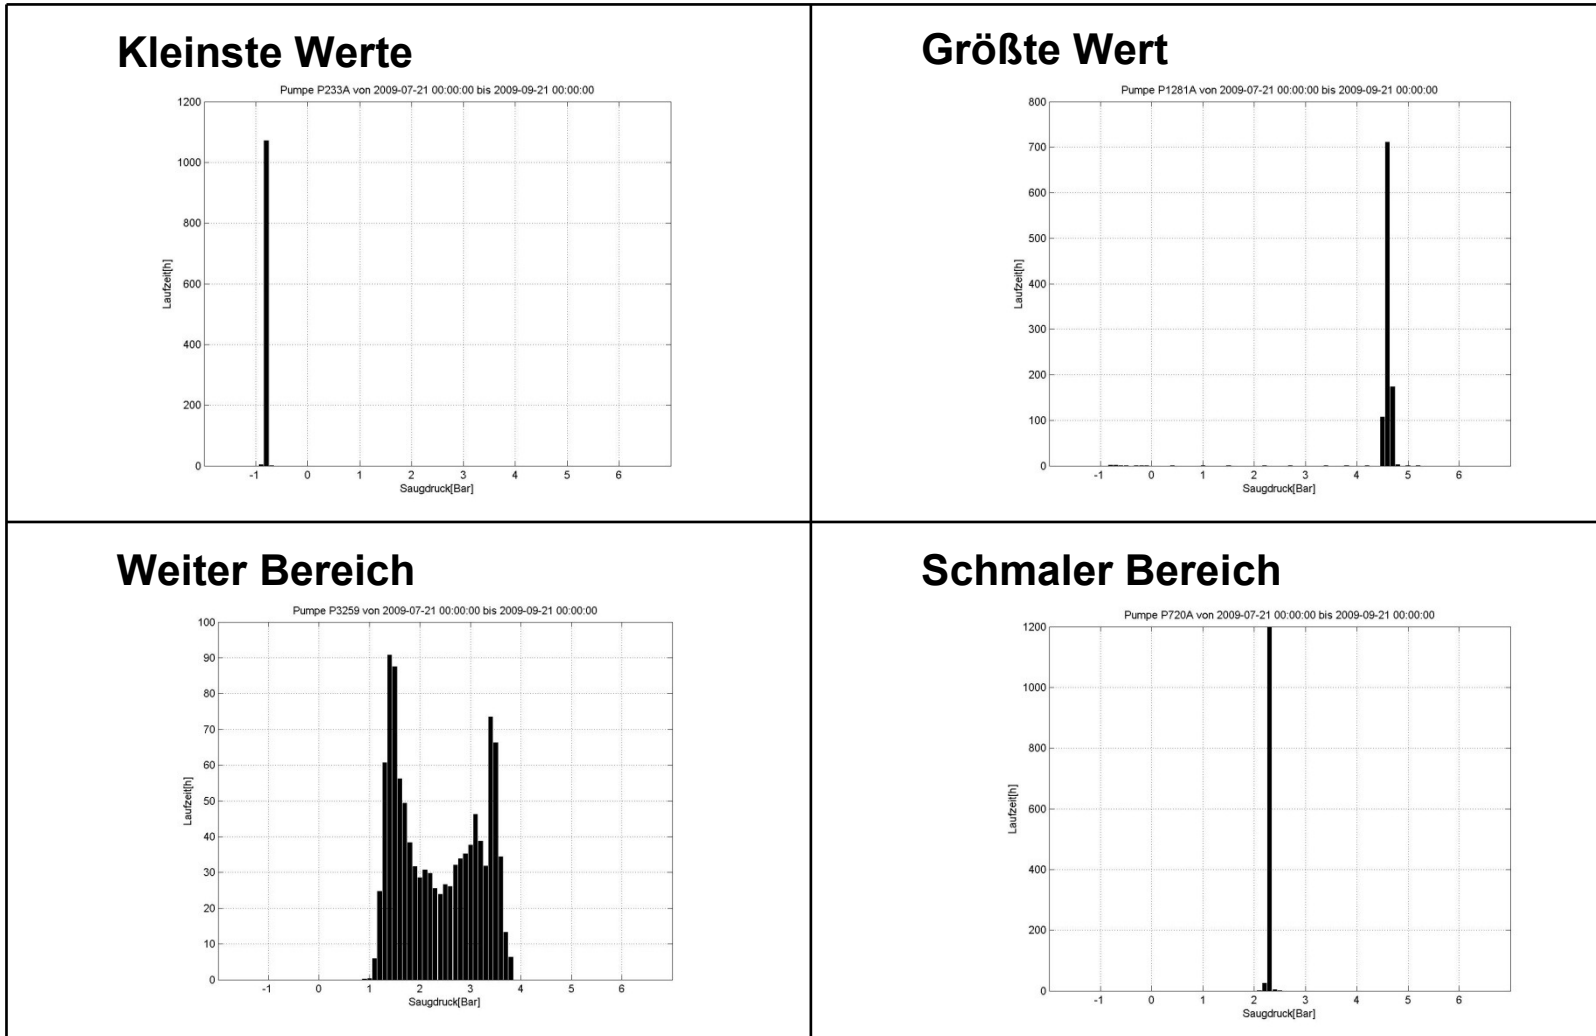 Kleinste Werte
Pumpe P233A von 2009-07-21 00:00:00 bis 2009-09-21 00:00:00
1200
1000
800
600
400
200
0
Laufzeit[h]
-1 0 1 2 3 4 5 6
Saugdruck[Bar]
Größte Wert
Pumpe P1281A von 2009-07-21 00:00:00 bis 2009-09-21 00:00:00
800
700
600
500
400
300
200
100
0
Laufzeit[h]
-1 0 1 2 3 4 5 6
Saugdruck[Bar]
Weiter Bereich
Pumpe P3259 von 2009-07-21 00:00:00 bis 2009-09-21 00:00:00
100
90
80
70
60
50
40
30
20
10
0
Laufzeit[h]
-1 0 1 2 3 4 5 6
Saugdruck[Bar]
Schmaler Bereich
Pumpe P720A von 2009-07-21 00:00:00 bis 2009-09-21 00:00:00
1200
1000
800
600
400
200
0
Laufzeit[h]
-1 0 1 2 3 4 5 6
Saugdruck[Bar]